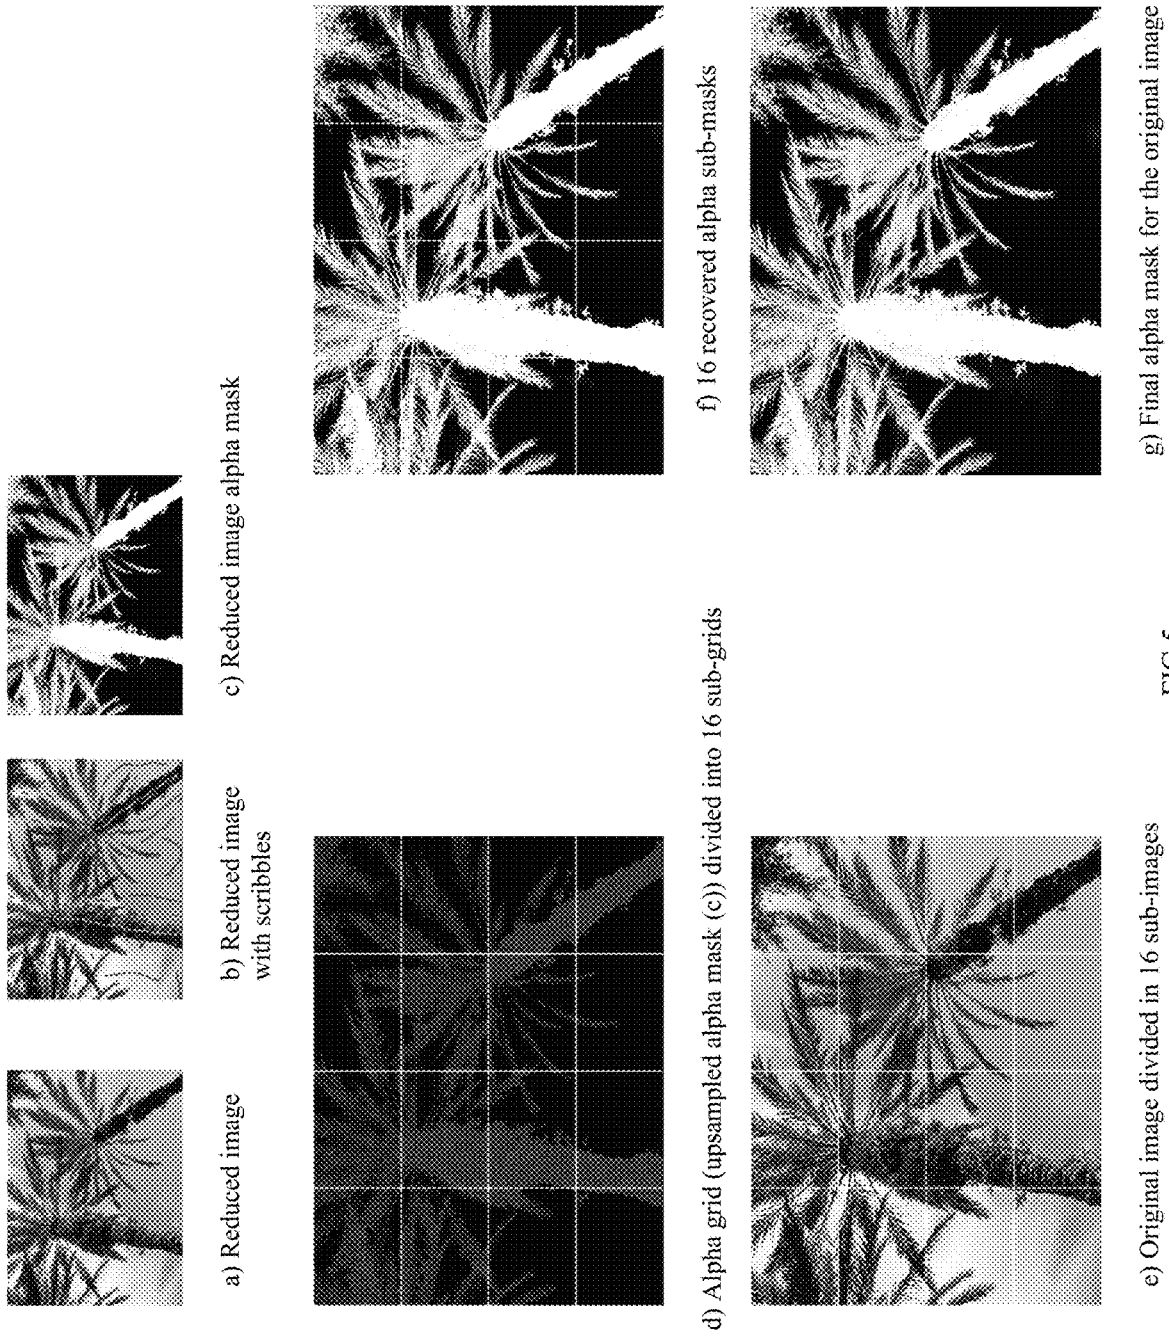 a) Reduced image
b) Reduced image
with scribbles
c) Reduced image alpha mask
d) Alpha grid (upsampled alpha mask (c)) divided into 16 sub-grids
f) 16 recovered alpha sub-masks
e) Original image divided in 16 sub-images
g) Final alpha mask for the original image